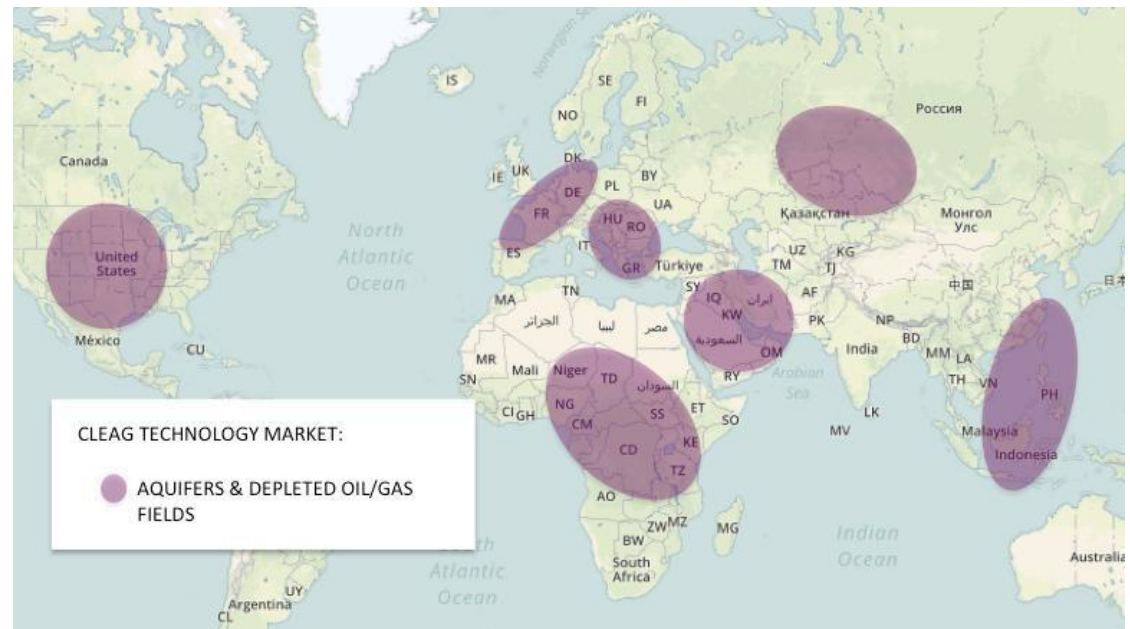 Norwegian Sea
IS
SE
FI
NO
Россия
Canada
DK
IE
UK
BY
PL
DE
UA
FR
Қазақстан
Монгол
Улс
HU
RO
North
Atlantic
Ocean
IT
ES
GR
Türkiye
UZ
KG
TM
TJ
United
States
中国
日本
SY
AF
IQ
ایران
MA
TN
KW
PK
NP
الجزائر
ليبيا
مصر
السعودية
México
CU
BD
India
MM
LA
OM
MR
Mali
Niger
TD
السودان
RY
Arabian
Sea
TH
VN
SN
PH
NG
SS
ET
CI
GH
SO
LK
CM
MV
Malaysia
KE
CD
Indonesia
TZ
CLEAG TECHNOLOGY MARKET:
AQUIFERS & DEPLETED OIL/GAS
FIELDS
AO
ZW
MZ
MG
BW
Indian
Ocean
South
Africa
Australia
Atlantic
Ocean
UY
Argentina
CL